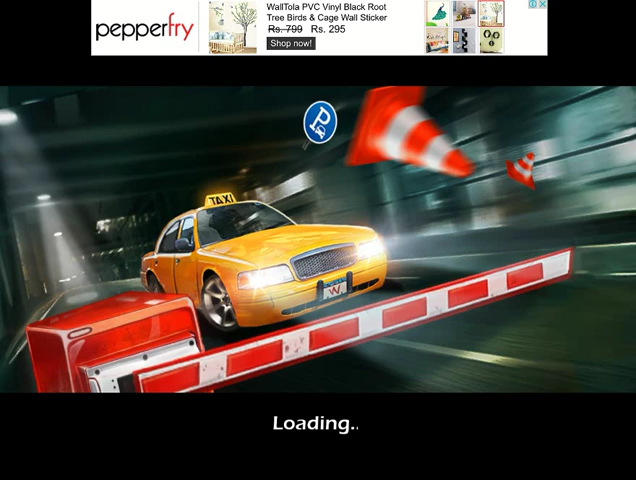 pepperfry
WallTola PVC Vinyl Black Root
Tree Birds & Cage Wall Sticker
Rs. 799 Rs. 295
Shop now!
P
TAXI
W
Loading..